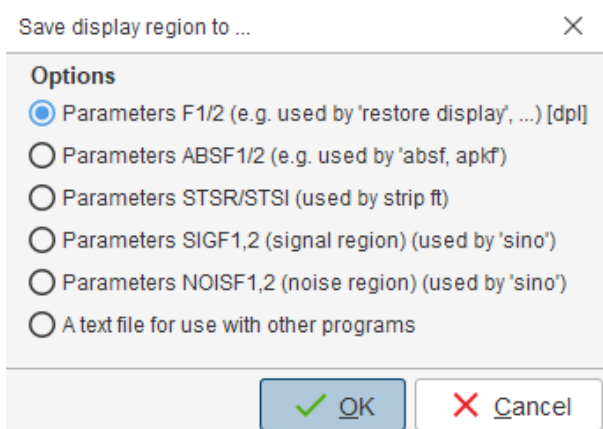 Save display region to ...
Options
Parameters F1/2 (e.g. used by 'restore display', ...) [dpl]
Parameters ABSF1/2 (e.g. used by 'absf, apkf')
Parameters STSR/STSI (used by strip ft)
Parameters SIGF1,2 (signal region) (used by 'sino')
Parameters NOISF1,2 (noise region) (used by 'sino')
A text file for use with other programs
OK Cancel